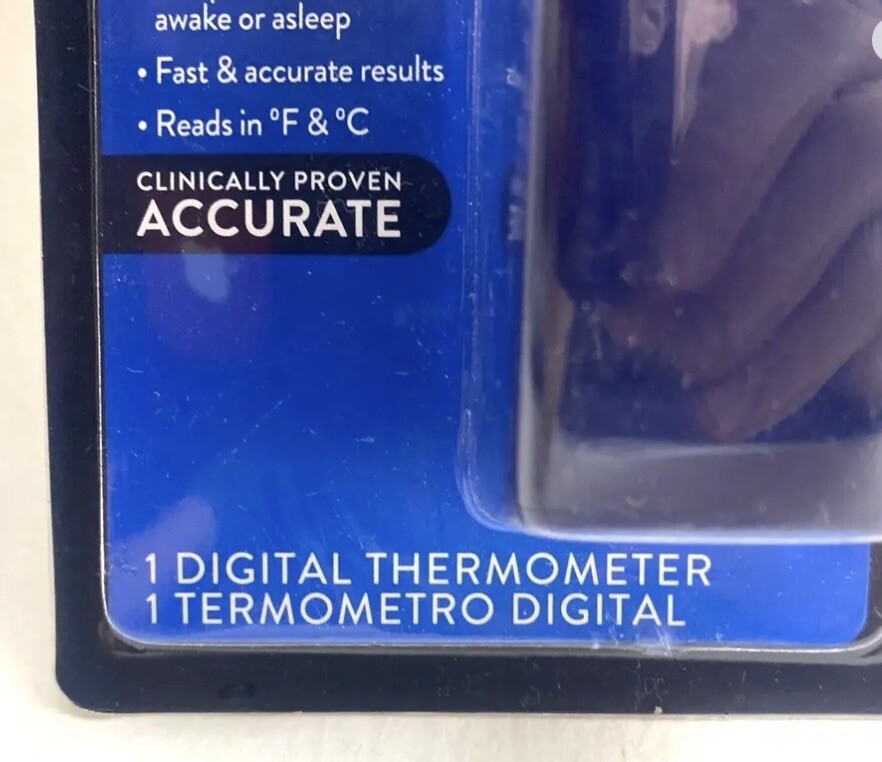 awake or asleep
• Fast & accurate results
• Reads in °F & °C
CLINICALLY PROVEN
ACCURATE
1 DIGITAL THERMOMETER
1 TERMOMETRO DIGITAL